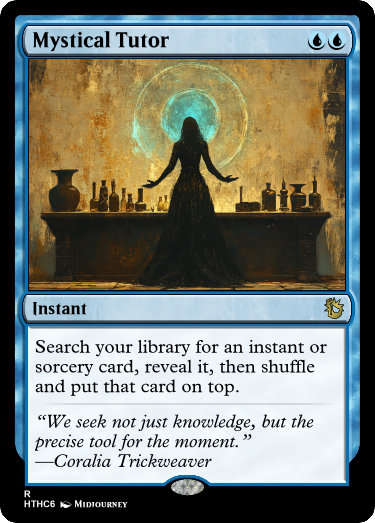 Mystical Tutor
Instant
Search your library for an instant or
sorcery card, reveal it, then shuffle
and put that card on top.
“We seek not just knowledge, but the
precise tool for the moment.”
—Coralia Trickweaver
R
HTHC6 Midjourney